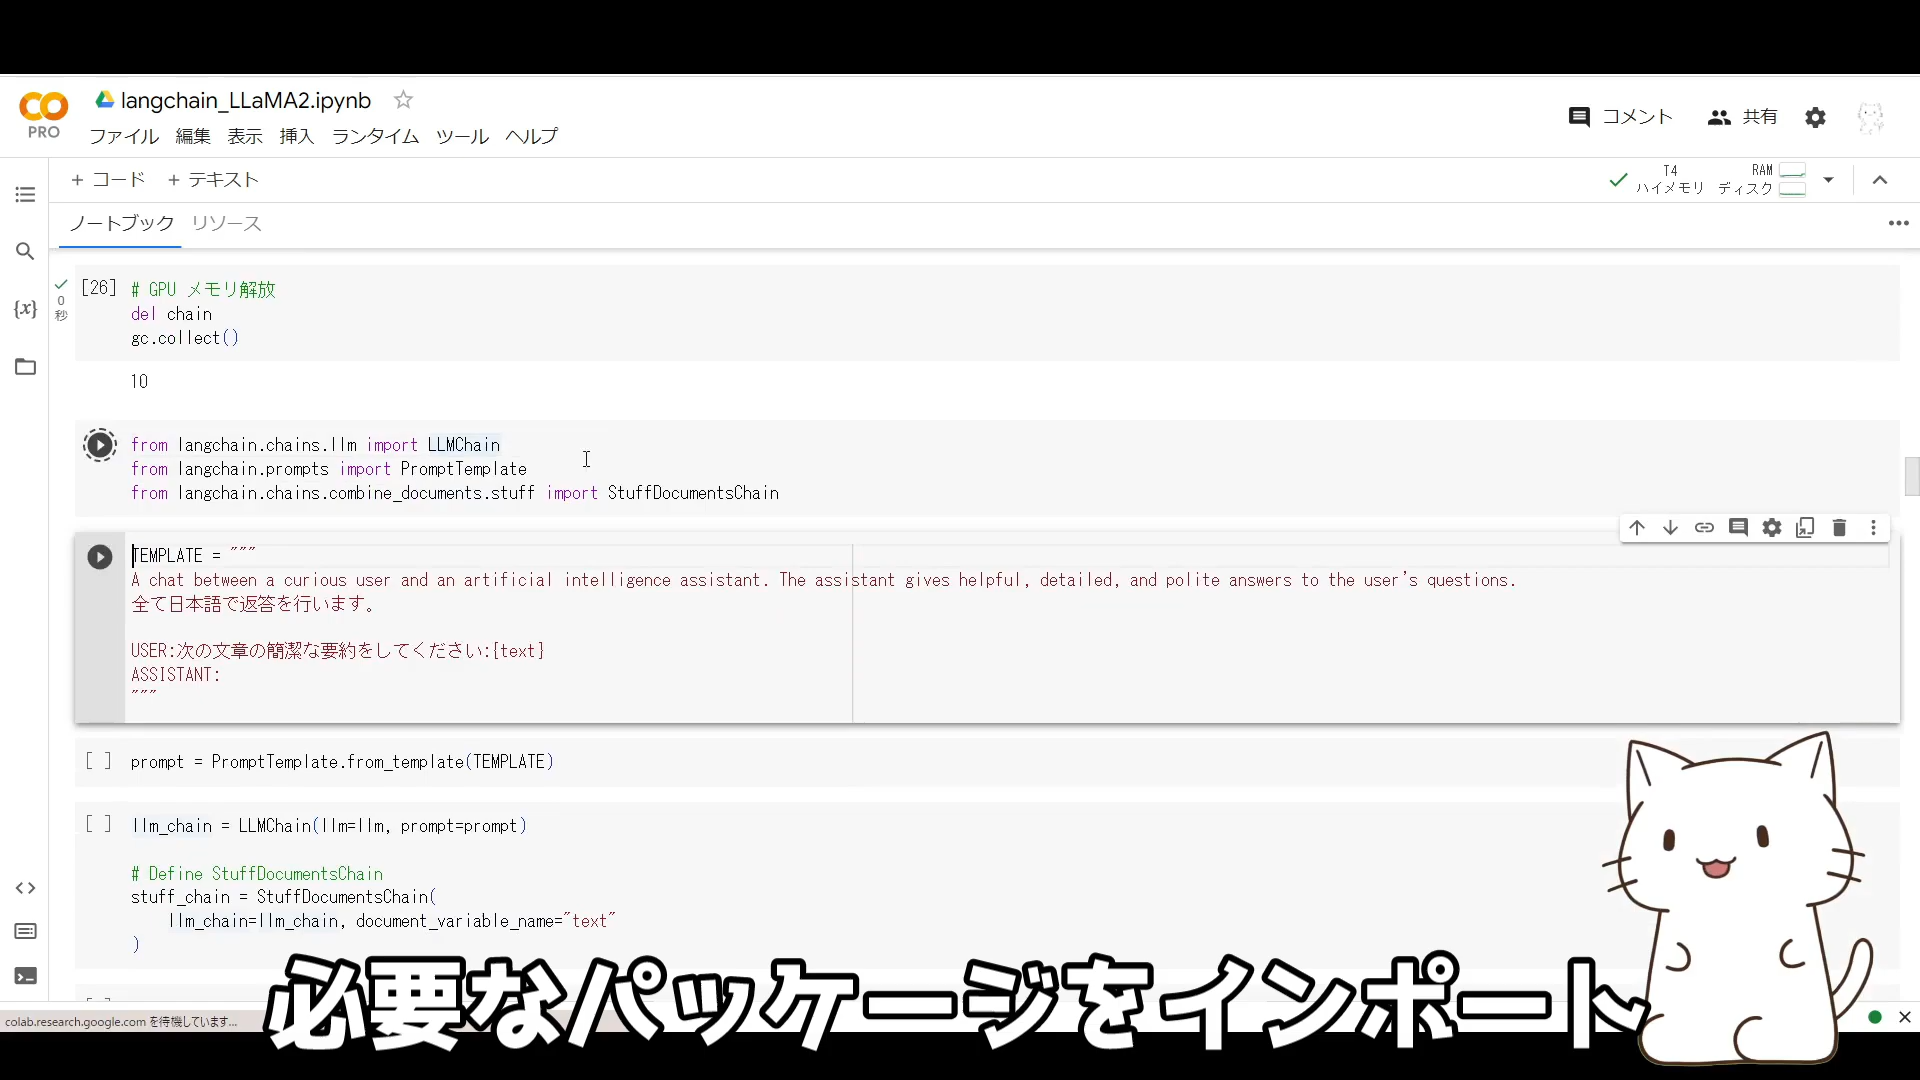 langchain_LLaMA2.ipynb
PRO
ファイル 編集 表示 挿入 ランタイム ツール ヘルプ
コメント 共有
+ コード + テキスト
T4 RAM
ハイメモリ ディスク
ノートブック リソース
[26] # GPU メモリ解放
0
秒
del chain
gc.collect()
10
{x}
from langchain.chains.llm import LLMChain
from langchain.prompts import PromptTemplate
from langchain.chains.combine_documents.stuff import StuffDocumentsChain
TEMPLATE = """
A chat between a curious user and an artificial intelligence assistant. The assistant gives helpful, detailed, and polite answers to the user's questions.
全て日本語で返答を行います。
USER:次の文章の簡潔な要約をしてください:{text}
ASSISTANT:
"""
[ ] prompt = PromptTemplate.from_template(TEMPLATE)
[ ] llm_chain = LLMChain(llm=llm, prompt=prompt)
# Define StuffDocumentsChain
stuff_chain = StuffDocumentsChain(
llm_chain=llm_chain, document_variable_name="text"
)
必要なパッケージをインポート
colab.research.google.com を待機しています...